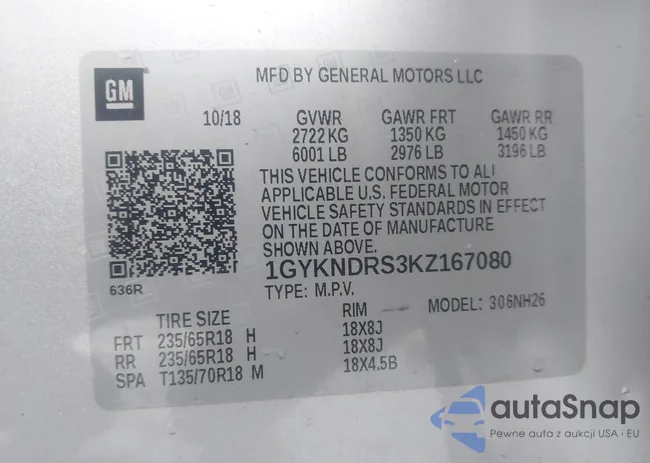 GM
MFD BY GENERAL MOTORS LLC
10/18 GVWR GAWR FRT GAWR RR
2722 KG 1350 KG 1450 KG
6001 LB 2976 LB 3196 LB
THIS VEHICLE CONFORMS TO ALL
APPLICABLE U.S. FEDERAL MOTOR
VEHICLE SAFETY STANDARDS IN EFFECT
ON THE DATE OF MANUFACTURE
SHOWN ABOVE.
1GYKNDRS3KZ167080
636R
TYPE: M.P.V. MODEL: 306NH26
TIRE SIZE RIM
FRT 235/65R18 H 18X8J
RR 235/65R18 H 18X8J
SPA T135/70R18 M 18X4.5B
autaSnap
Pewne auta z aukcji USA i EU